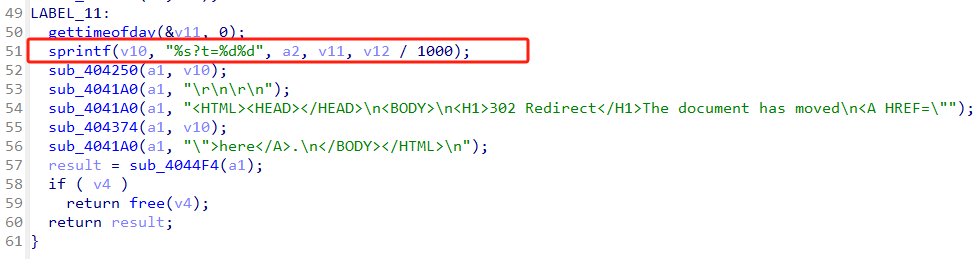 49 LABEL_11:
50 gettimeofday(&v11, 0);
51 sprintf(v10, "%s?t=%d%d", a2, v11, v12 / 1000);
52 sub_404250(a1, v10);
53 sub_4041A0(a1, "\r\n\r\n");
54 sub_4041A0(a1, "<HTML><HEAD></HEAD>\n<BODY>\n<H1>302 Redirect</H1>The document has moved\n<A HREF=\"");
55 sub_404374(a1, v10);
56 sub_4041A0(a1, "\">here</A>.\n</BODY></HTML>\n");
57 result = sub_4044F4(a1);
58 if ( v4 )
59 return free(v4);
60 return result;
61 }